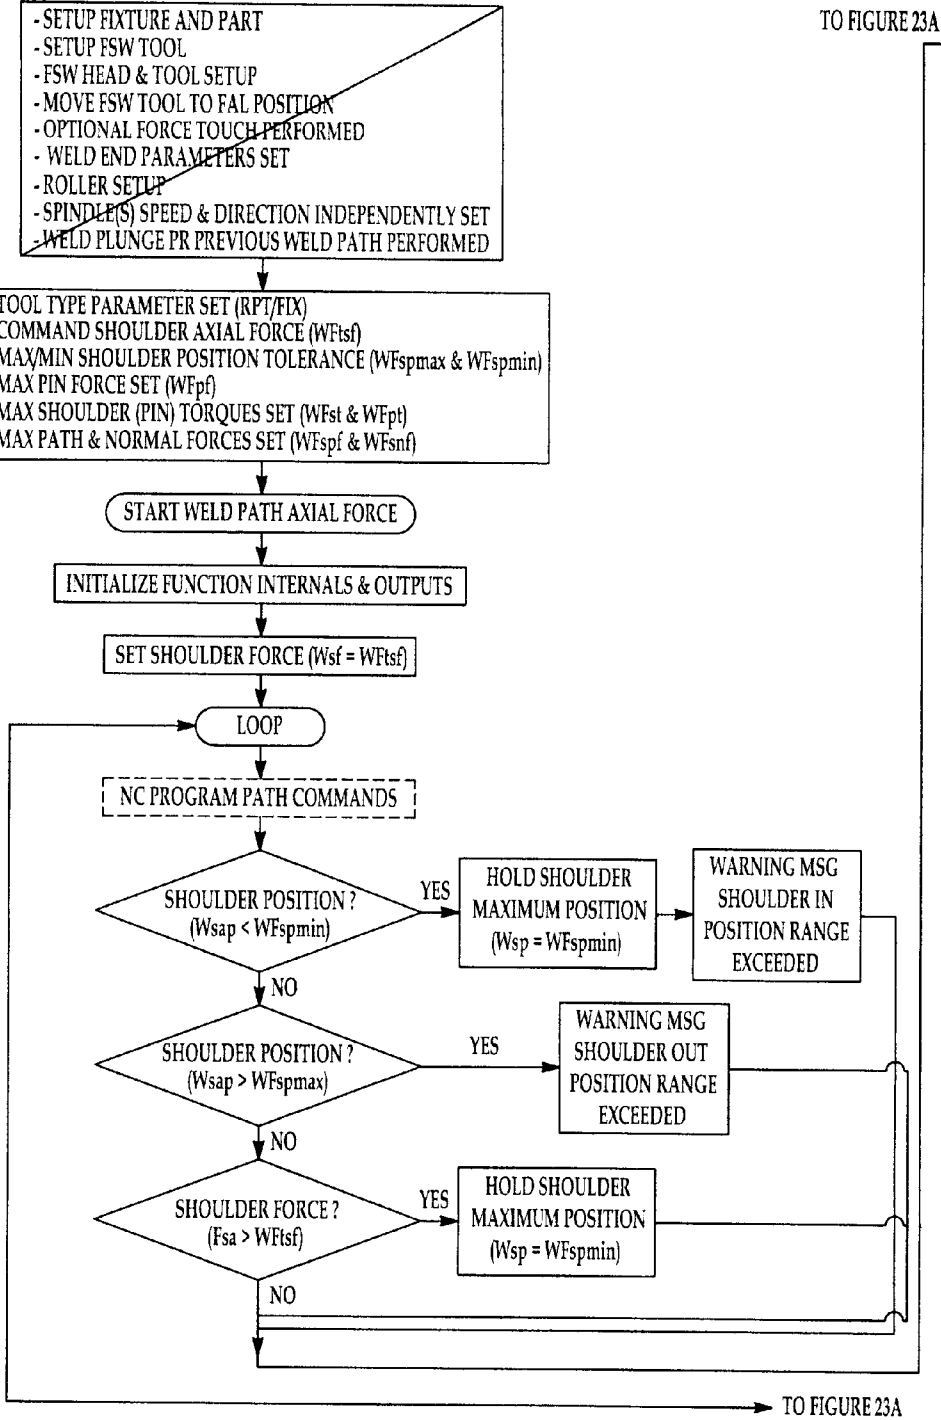 TO FIGURE 23A
- SETUP FIXTURE AND PART
- SETUP FSW TOOL
- FSW HEAD & TOOL SETUP
- MOVE FSW TOOL TO FAL POSITION
- OPTIONAL FORCE TOUCH PERFORMED
- WELD END PARAMETERS SET
- ROLLER SETUP
- SPINDLE(S) SPEED & DIRECTION INDEPENDENTLY SET
- WELD PLUNGE PR PREVIOUS WELD PATH PERFORMED
TOOL TYPE PARAMETER SET (RPT/FIX)
COMMAND SHOULDER AXIAL FORCE (WFtsf)
MAX/MIN SHOULDER POSITION TOLERANCE (WFspmax & WFspmin)
MAX PIN FORCE SET (WFpf)
MAX SHOULDER (PIN) TORQUES SET (WFst & WFpt)
MAX PATH & NORMAL FORCES SET (WFspf & WFsnf)
START WELD PATH AXIAL FORCE
INITIALIZE FUNCTION INTERNALS & OUTPUTS
SET SHOULDER FORCE (Wsf = WFtsf)
LOOP
NC PROGRAM PATH COMMANDS
SHOULDER POSITION ?
(Wsap < WFspmin)
YES
HOLD SHOULDER
MAXIMUM POSITION
(Wsp = WFspmin)
WARNING MSG
SHOULDER IN
POSITION RANGE
EXCEEDED
NO
SHOULDER POSITION ?
(Wsap > WFspmax)
YES
WARNING MSG
SHOULDER OUT
POSITION RANGE
EXCEEDED
NO
SHOULDER FORCE ?
(Fsa > WFtsf)
YES
HOLD SHOULDER
MAXIMUM POSITION
(Wsp = WFspmin)
NO
TO FIGURE 23A